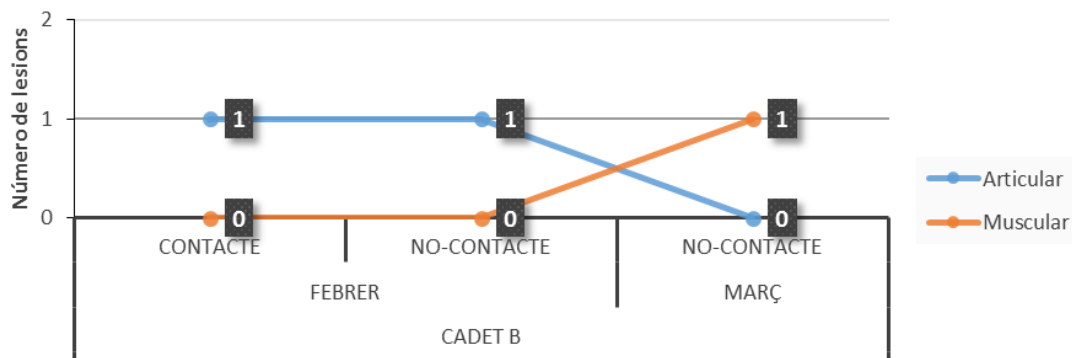 Número de lesions
2
1
0
1
1
1
0
0
0
CONTACTE
NO-CONTACTE
NO-CONTACTE
FEBRER
MARÇ
CADET B
Articular
Muscular